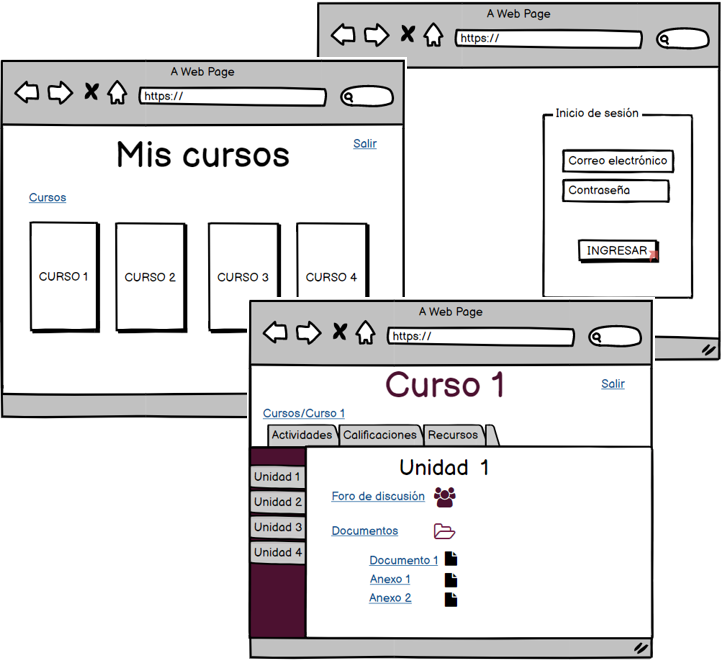 A Web Page
https://
Inicio de sesión
Correo electrónico
Contraseña
INGRESAR
A Web Page
https://
Mis cursos
Salir
Cursos
CURSO 1
CURSO 2
CURSO 3
CURSO 4
A Web Page
https://
Curso 1
Salir
Cursos/Curso 1
Actividades
Calificaciones
Recursos
Unidad 1
Unidad 2
Unidad 3
Unidad 4
Unidad 1
Foro de discusión
Documentos
Documento 1
Anexo 1
Anexo 2